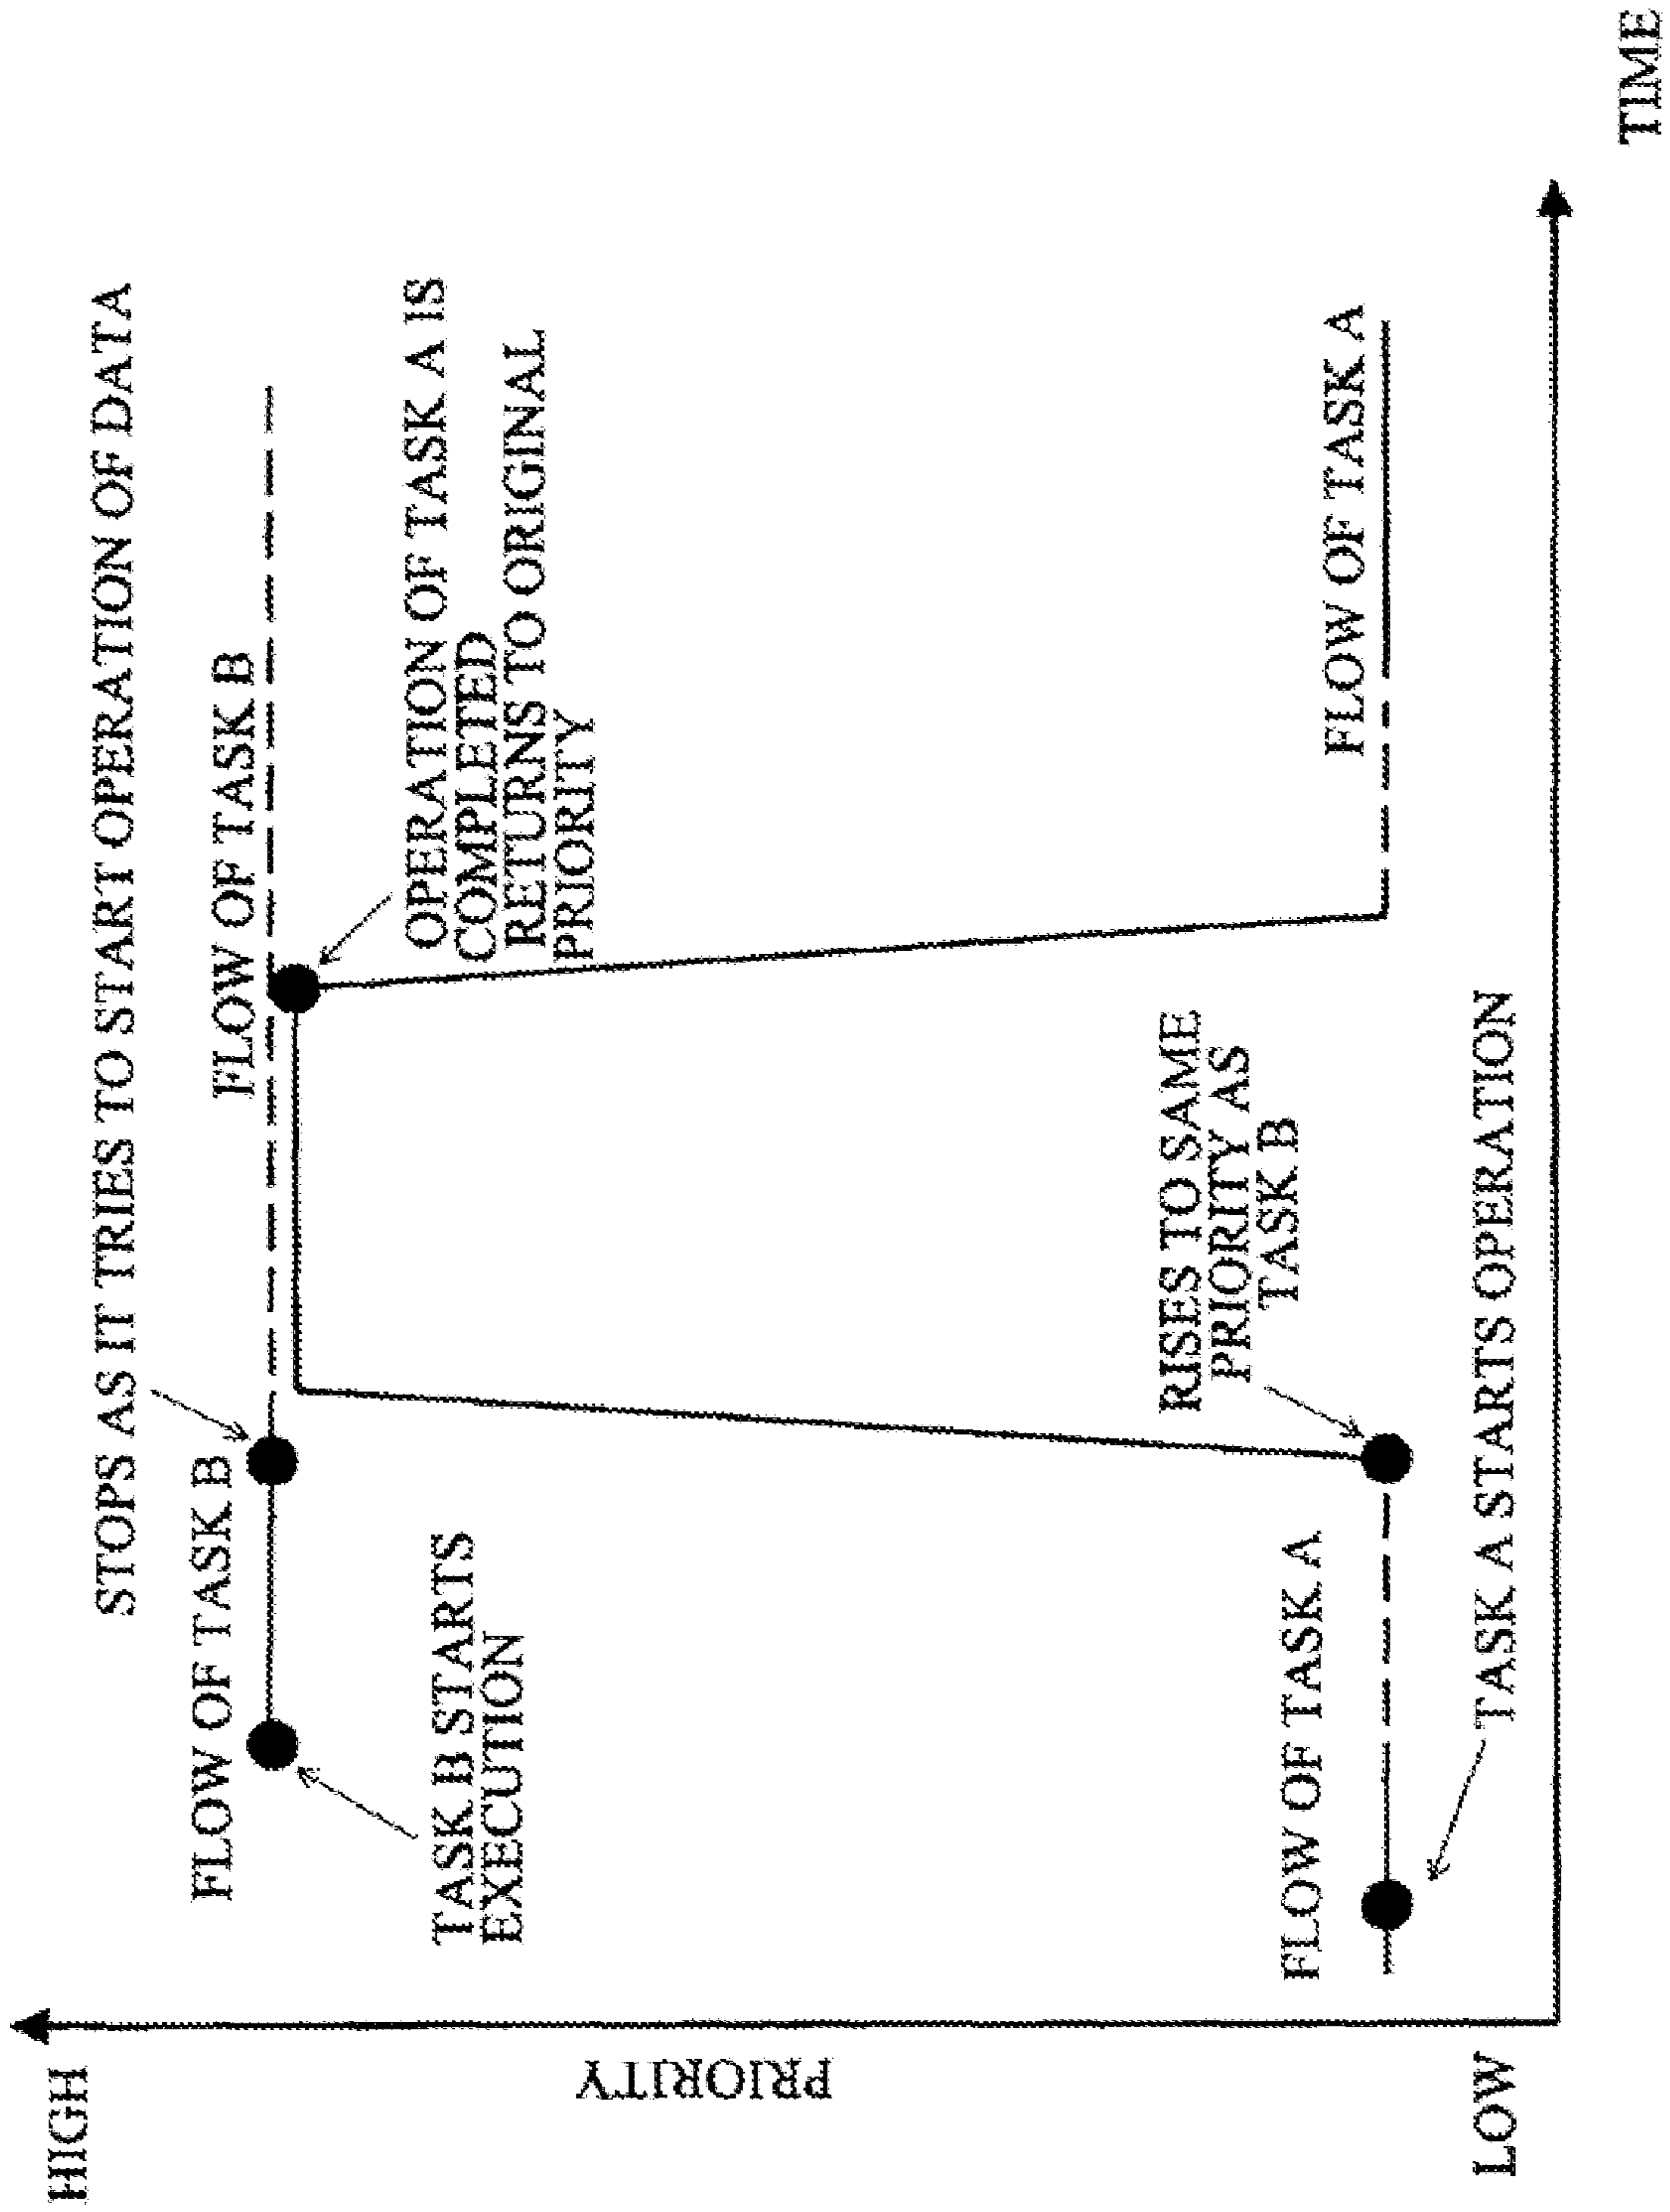 HIGH
STOPS AS IT TRIES TO START OPERATION OF DATA
FLOW OF TASK B
FLOW OF TASK B
TASK B STARTS
EXECUTION
OPERATION OF TASK A IS
COMPLETED
RETURNS TO ORIGINAL
PRIORITY
PRIORITY
RISES TO SAME
PRIORITY AS
TASK B
FLOW OF TASK A
FLOW OF TASK A
TASK A STARTS OPERATION
LOW
TIME